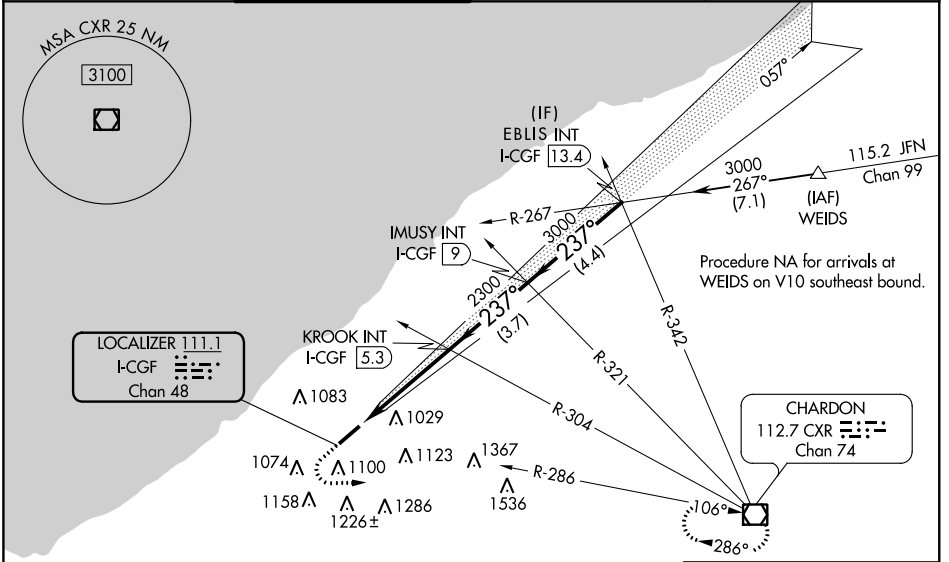 MSA CXR 25 NM
3100
057°
(IF)
EBLIS INT
I-CGF 13.4
3000
267°
(7.1)
115.2 JFN
Chan 99
(IAF)
WEIDS
R-267
3000
237°
(4.4)
IMUSY INT
I-CGF 9
Procedure NA for arrivals at
WEIDS on V10 southeast bound.
2300
237°
(3.7)
R-342
KROOK INT
I-CGF 5.3
LOCALIZER 111.1
I-CGF
Chan 48
R-321
R-304
1083
1029
CHARDON
112.7 CXR
Chan 74
1074
1100
1123
1367
R-286
1158
1226±
1286
1536
106°
286°